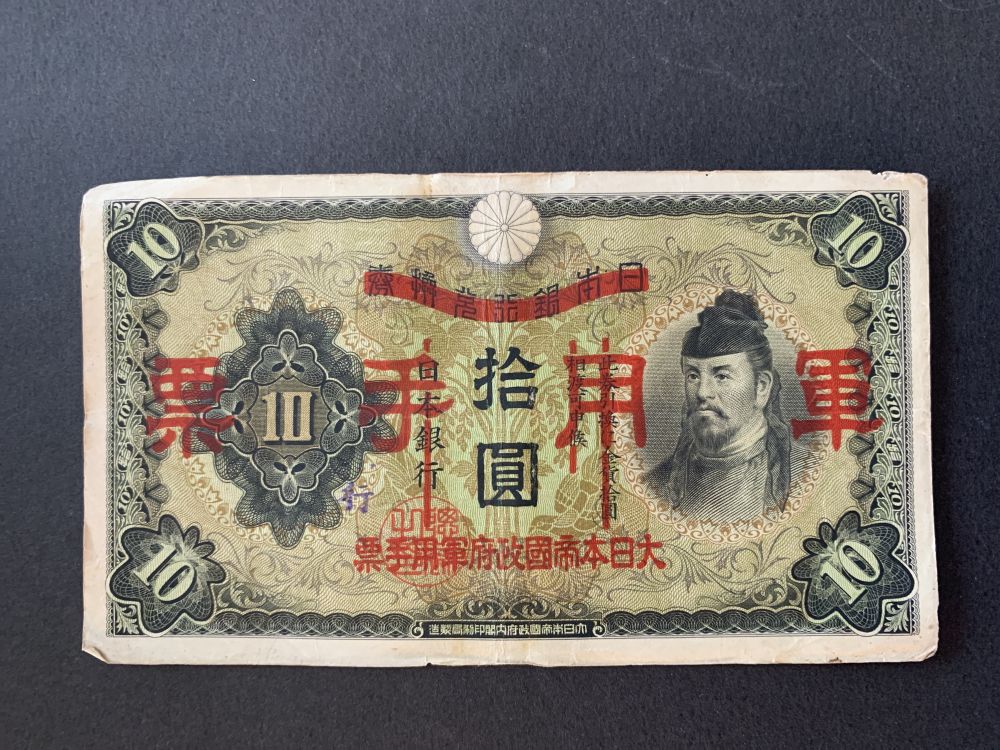 10
10
日本銀行兌換券
軍用手票
此券引換ニ金貨拾圓
相渡可申候
拾圓
日本銀行
10
大日本帝國政府軍用手票
10
10
大日本帝國政府内閣印刷局製造